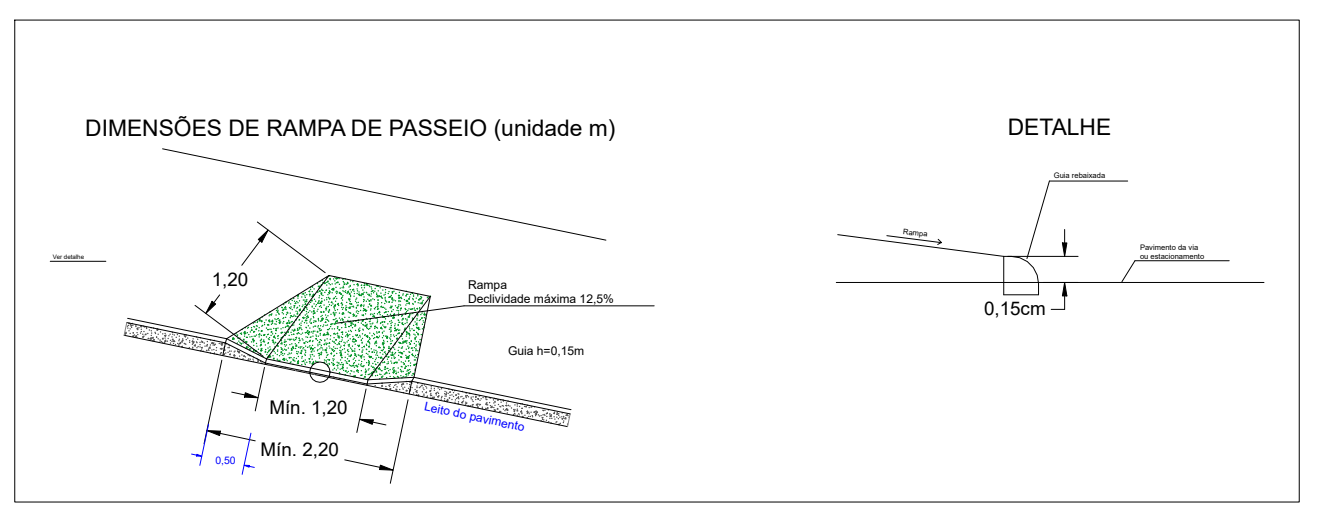 DIMENSÕES DE RAMPA DE PASSEIO (unidade m)
Ver detalhe
1,20
Rampa
Declividade máxima 12,5%
Guia h=0,15m
Mín. 1,20
Leito do pavimento
Mín. 2,20
0,50
DETALHE
Guia rebaixada
Rampa
Pavimento da via
ou estacionamento
0,15cm